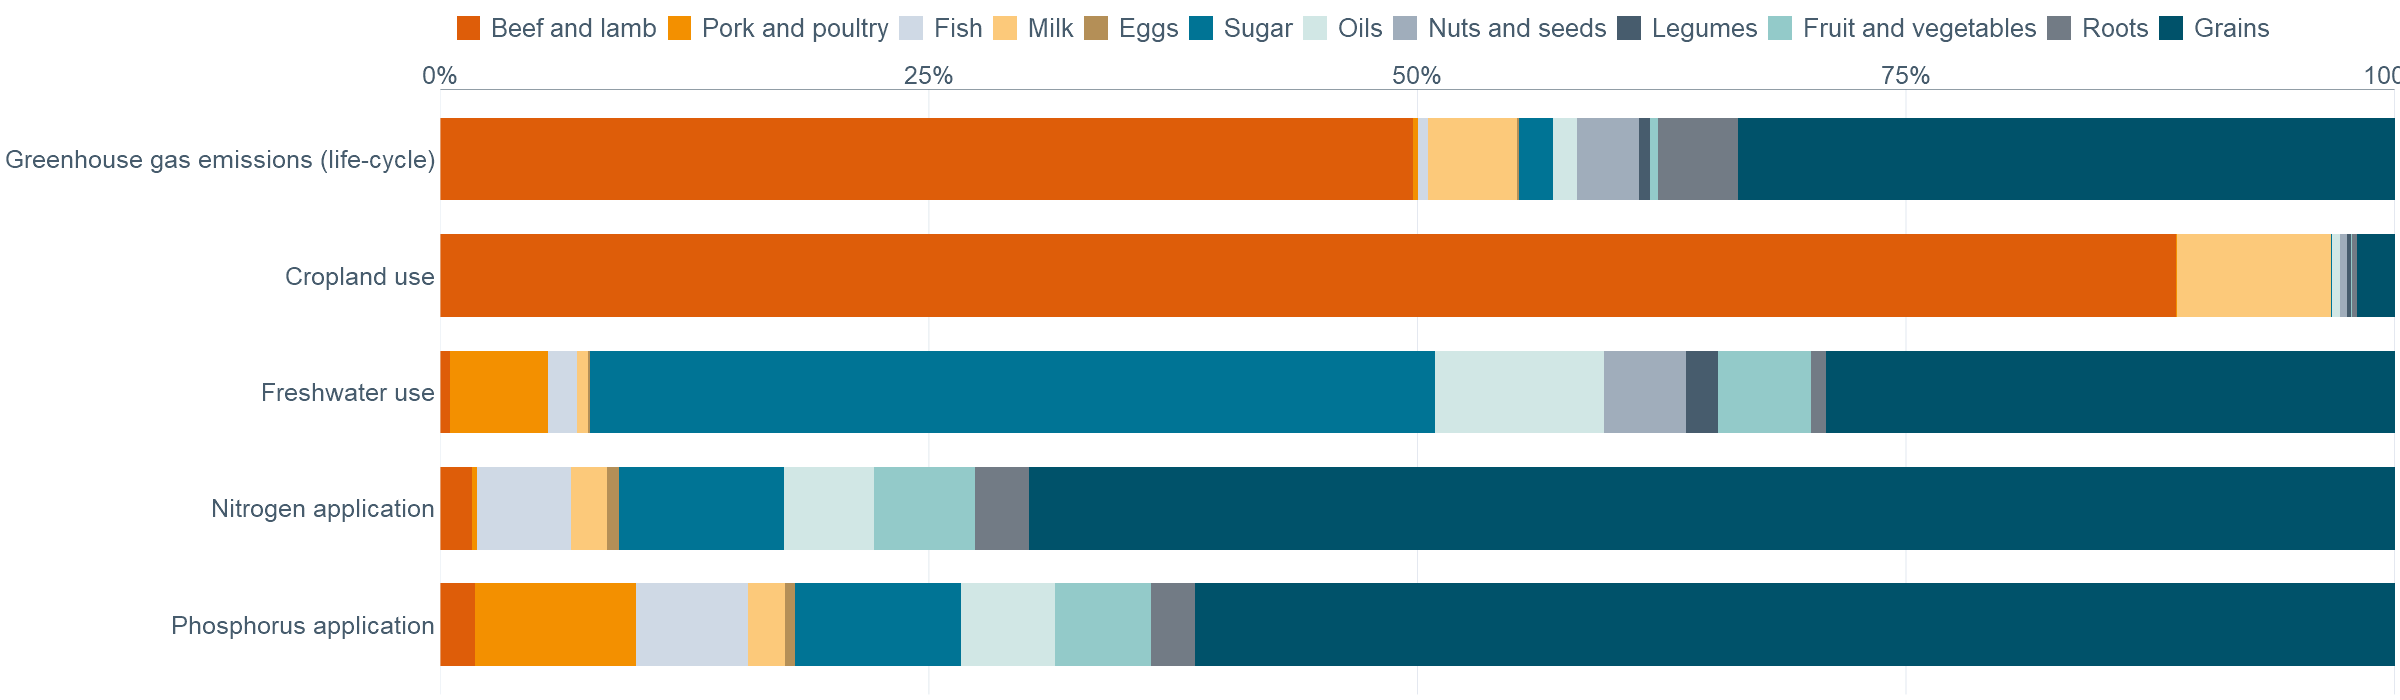 Beef and lamb Pork and poultry Fish Milk Eggs Sugar Oils Nuts and seeds Legumes Fruit and vegetables Roots Grains
0% 25% 50% 75% 100
Greenhouse gas emissions (life-cycle)
Cropland use
Freshwater use
Nitrogen application
Phosphorus application